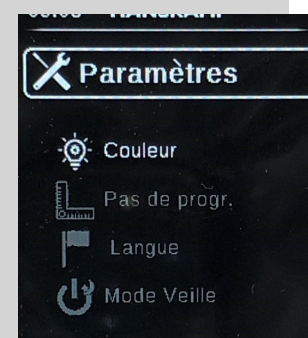 Paramètres
Couleur
Pas de progr.
Langue
Mode Veille